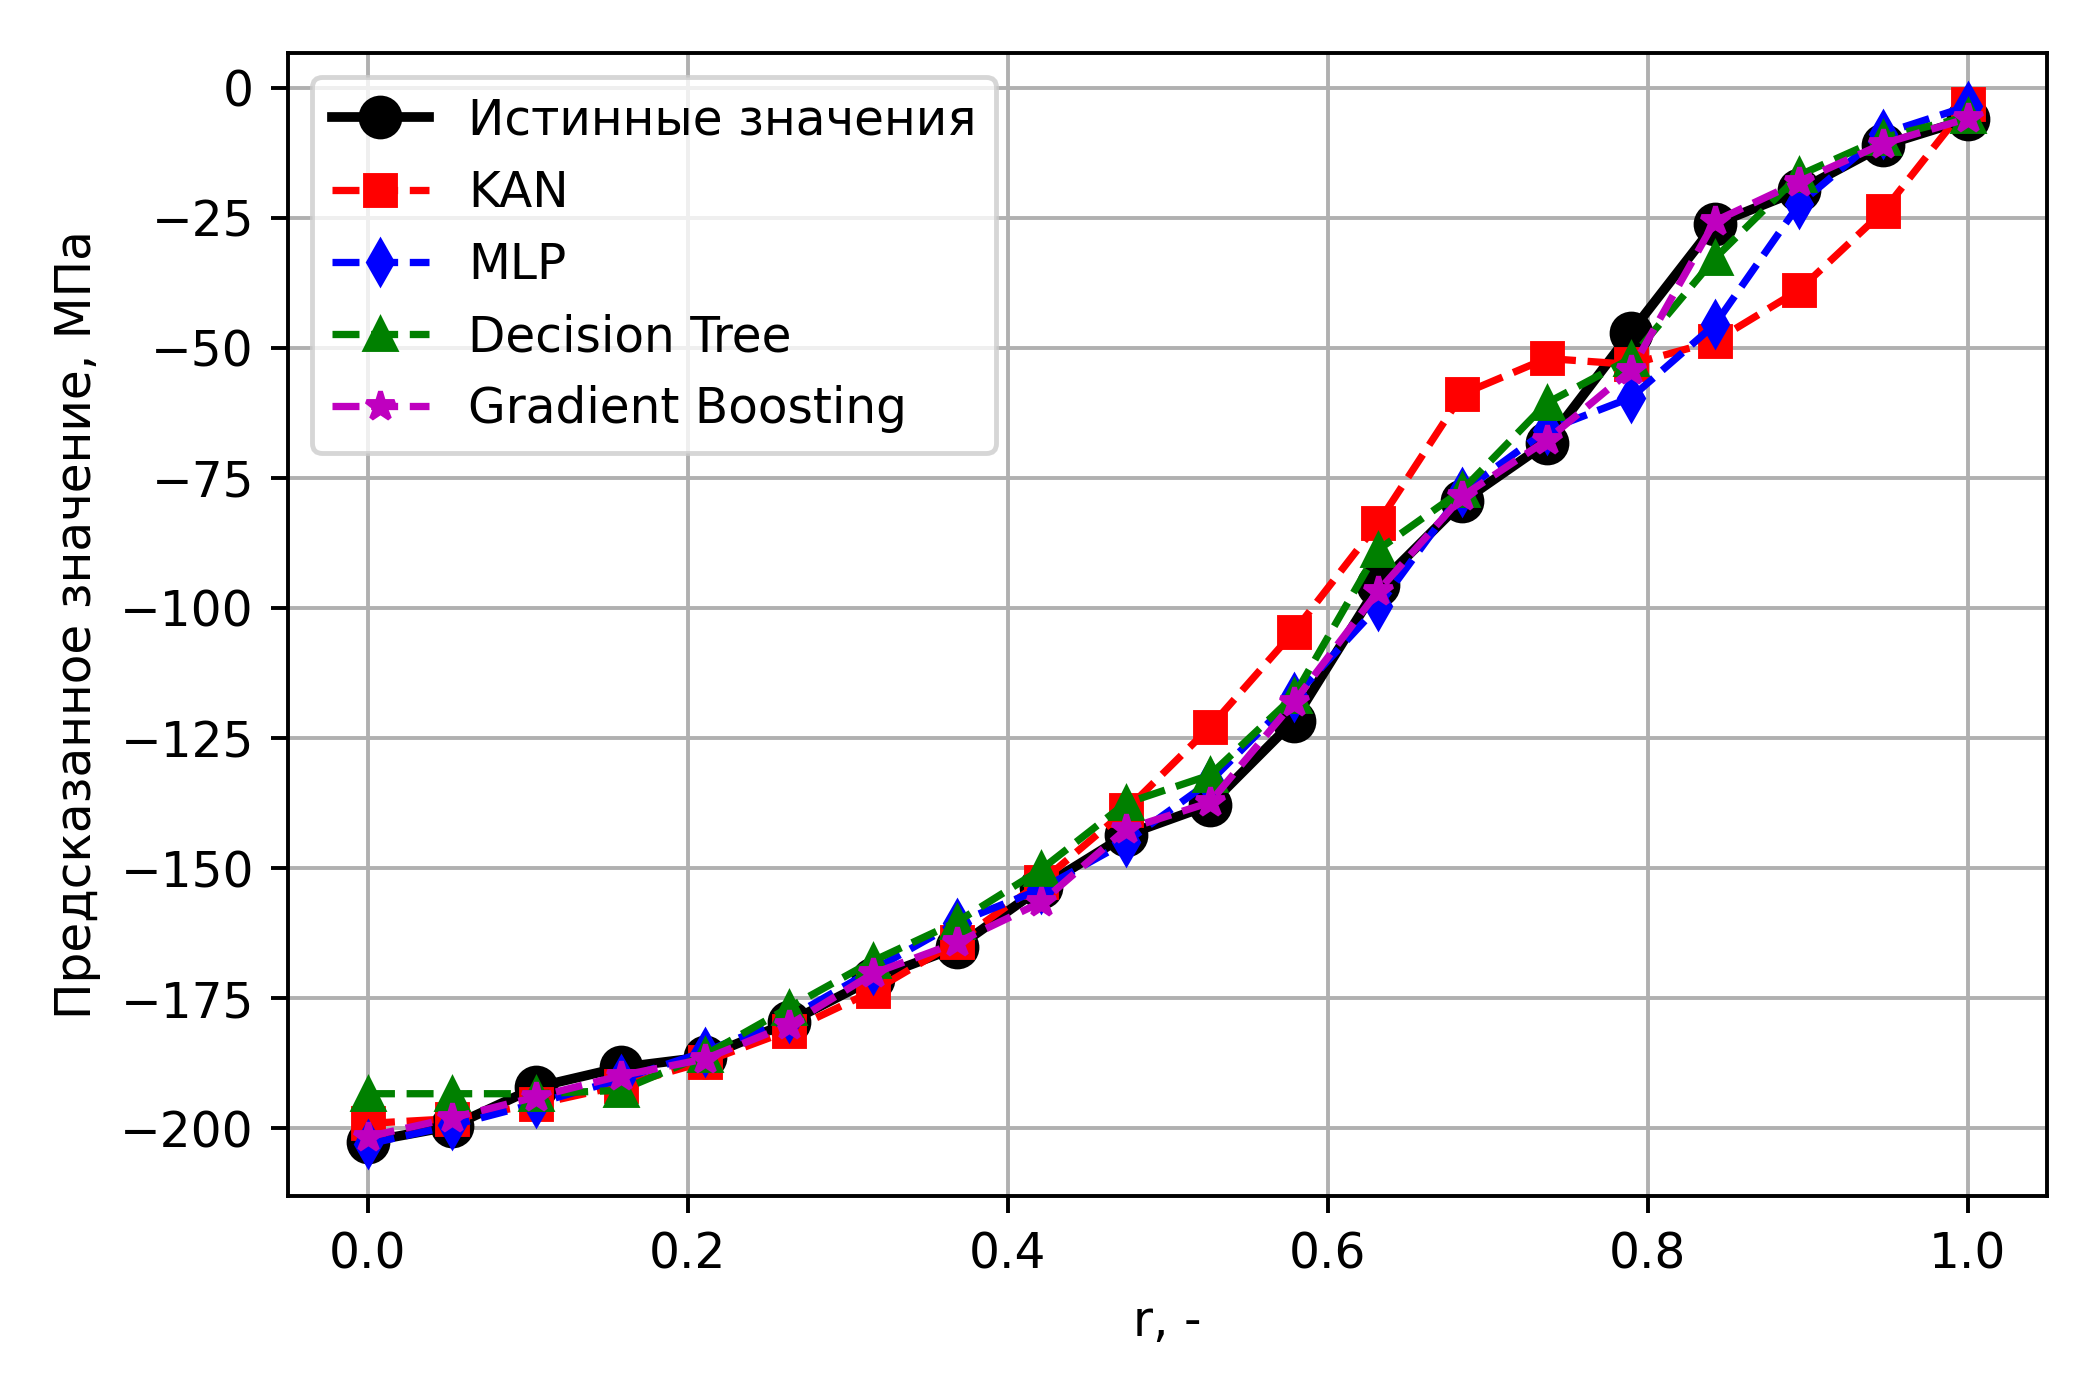 Истинные значения
KAN
MLP
Decision Tree
Gradient Boosting
Предсказанное значение, МПа
0
−25
−50
−75
−100
−125
−150
−175
−200
0.0 0.2 0.4 0.6 0.8 1.0
r, -